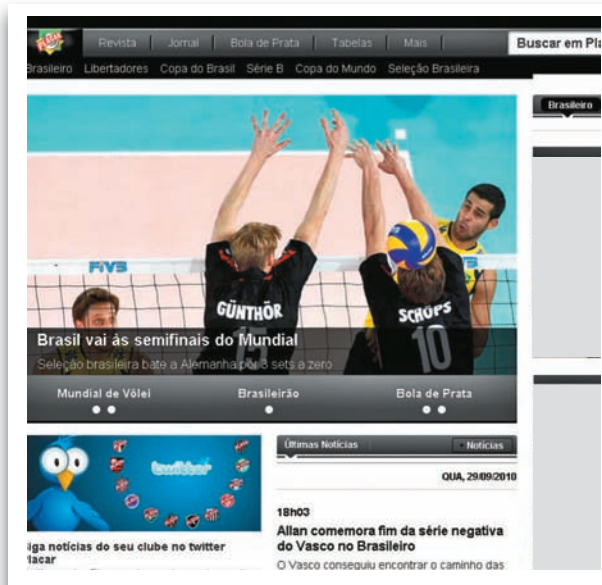 PLACAR
Revista Jornal Bola de Prata Tabelas Mais Buscar em Pla
Brasileiro Libertadores Copa do Brasil Série B Copa do Mundo Seleção Brasileira
Brasileiro
FIVB
GÜNTHÖR
SCHÖPS
15
10
Brasil vai às semifinais do Mundial
Seleção brasileira bate a Alemanha por 3 sets a zero
Mundial de Vôlei Brasileirão Bola de Prata
twitter
Siga notícias do seu clube no twitter
Placar
Últimas Notícias + Notícias
QUA, 29/09/2010
18h03
Allan comemora fim da série negativa
do Vasco no Brasileiro
O Vasco conseguiu encontrar o caminho das